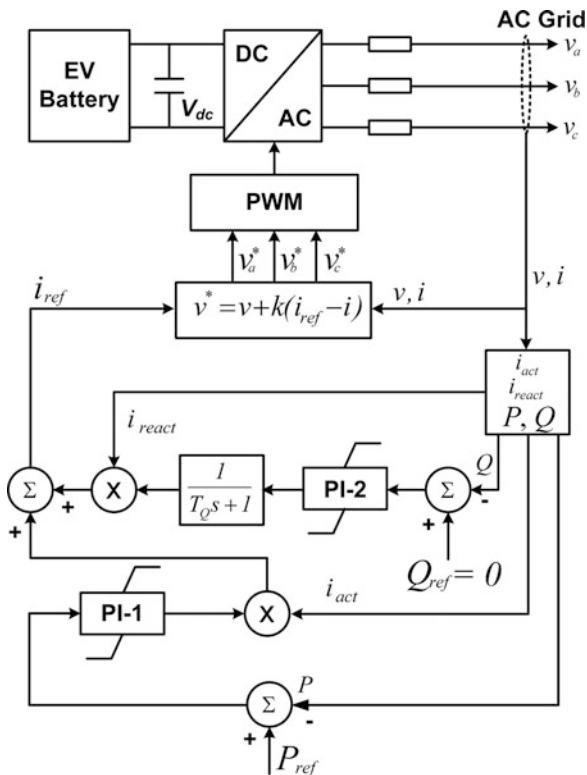 AC Grid
EV
Battery
V_dc
DC
AC
v_a
v_b
v_c
PWM
v_a^* v_b^* v_c^*
i_ref
v^* = v+k(i_ref - i)
v, i
v, i
i_act
i_react
P, Q
i_react
Σ
+
+
X
1
T_Q s + 1
PI-2
Σ
Q
-
+
Q_ref = 0
PI-1
X
i_act
Σ
P
-
+
P_ref